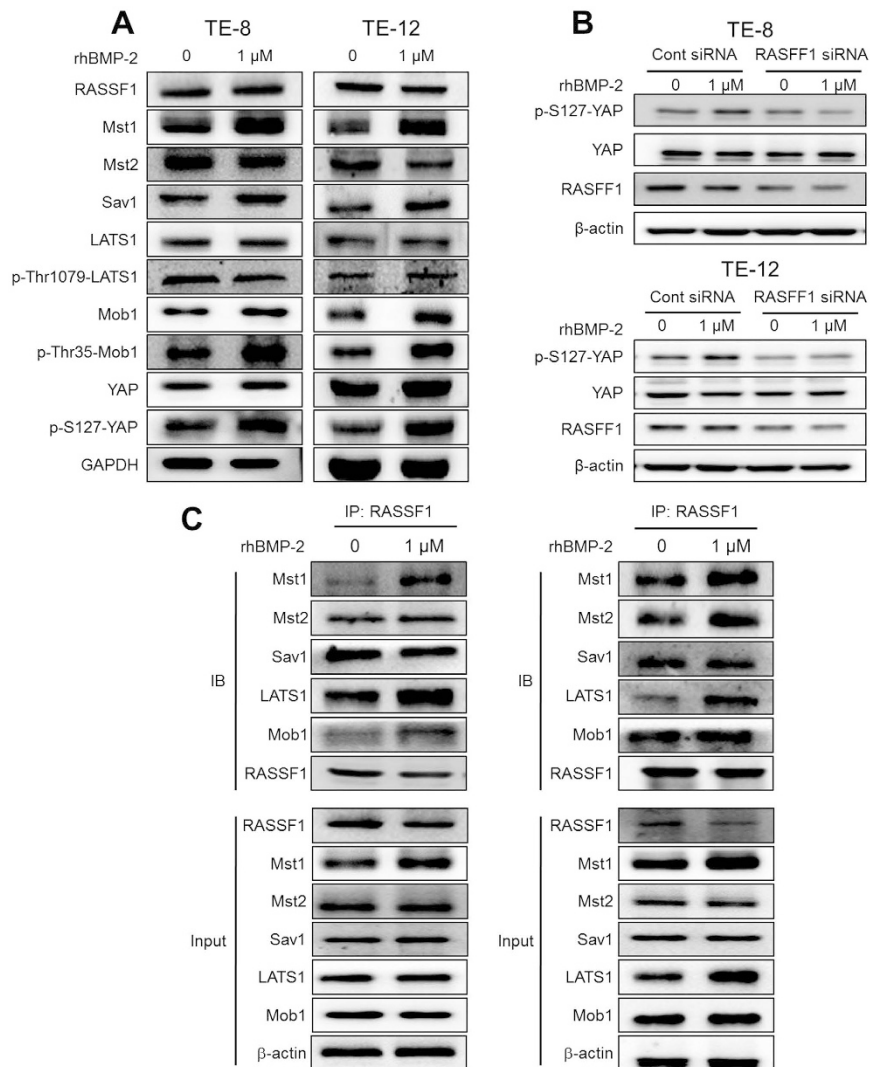 A
TE-8
TE-12
rhBMP-2
0
1 µM
0
1 µM
RASSF1
Mst1
Mst2
Sav1
LATS1
p-Thr1079-LATS1
Mob1
p-Thr35-Mob1
YAP
p-S127-YAP
GAPDH
B
TE-8
Cont siRNA
RASFF1 siRNA
rhBMP-2
0
1 µM
0
1 µM
p-S127-YAP
YAP
RASFF1
β-actin
TE-12
Cont siRNA
RASFF1 siRNA
rhBMP-2
0
1 µM
0
1 µM
p-S127-YAP
YAP
RASFF1
β-actin
C
IP: RASSF1
rhBMP-2
0
1 µM
IB
Mst1
Mst2
Sav1
LATS1
Mob1
RASSF1
Input
RASSF1
Mst1
Mst2
Sav1
LATS1
Mob1
β-actin
IP: RASSF1
rhBMP-2
0
1 µM
IB
Mst1
Mst2
Sav1
LATS1
Mob1
RASSF1
Input
RASSF1
Mst1
Mst2
Sav1
LATS1
Mob1
β-actin